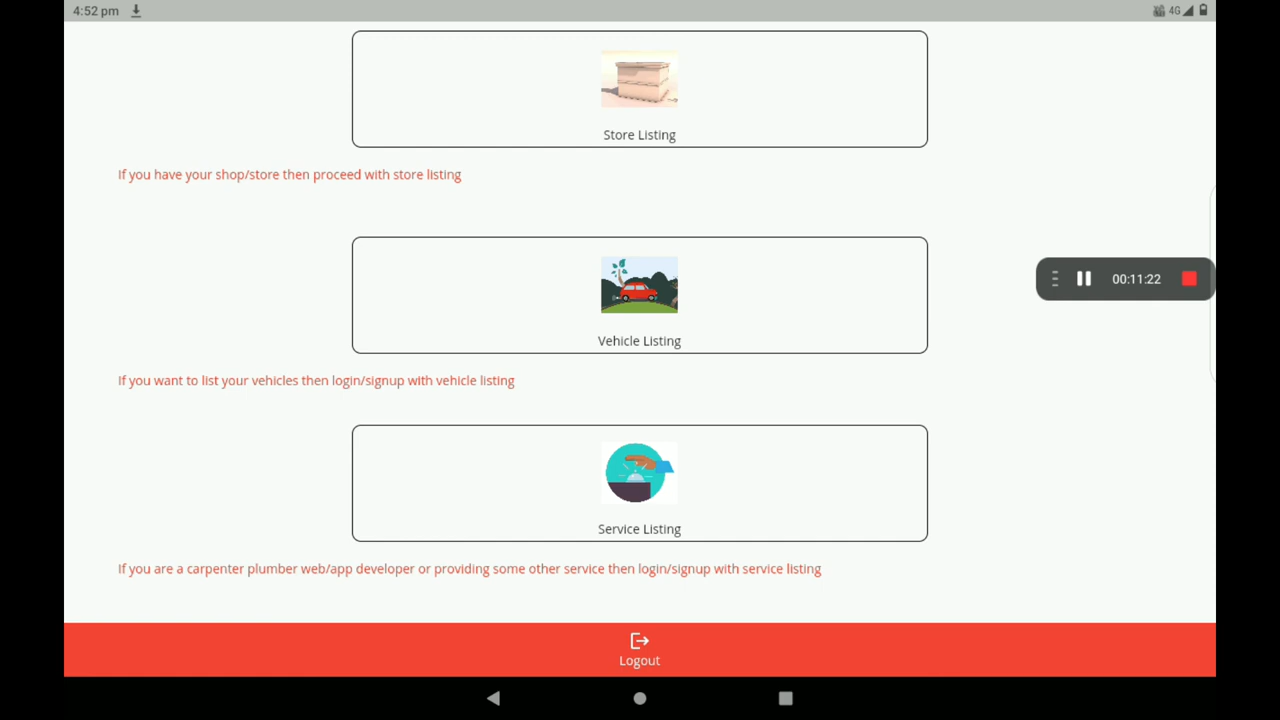 4:52 pm
4G
Store Listing
If you have your shop/store then proceed with store listing
00:11:22
Vehicle Listing
If you want to list your vehicles then login/signup with vehicle listing
Service Listing
If you are a carpenter plumber web/app developer or providing some other service then login/signup with service listing
Logout